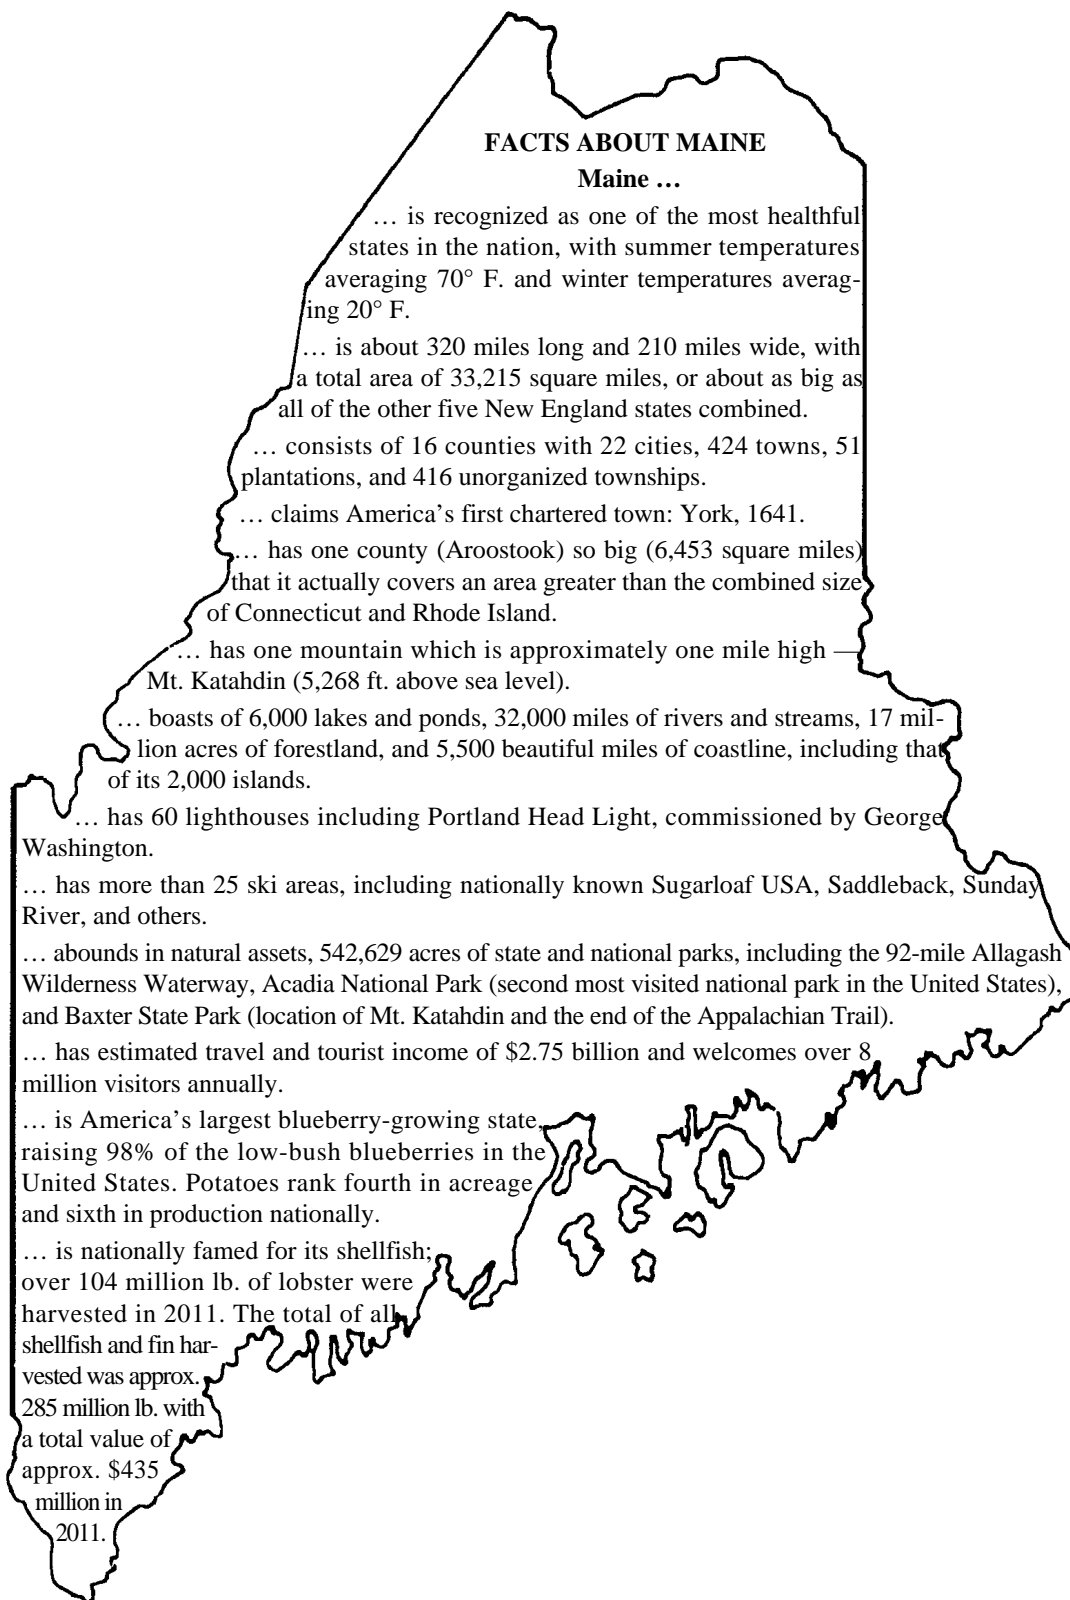 FACTS ABOUT MAINE
Maine …
… is recognized as one of the most healthful
states in the nation, with summer temperatures
averaging 70° F. and winter temperatures averag-
ing 20° F.
… is about 320 miles long and 210 miles wide, with
a total area of 33,215 square miles, or about as big as
all of the other five New England states combined.
… consists of 16 counties with 22 cities, 424 towns, 51
plantations, and 416 unorganized townships.
… claims America’s first chartered town: York, 1641.
… has one county (Aroostook) so big (6,453 square miles)
that it actually covers an area greater than the combined size
of Connecticut and Rhode Island.
… has one mountain which is approximately one mile high —
Mt. Katahdin (5,268 ft. above sea level).
… boasts of 6,000 lakes and ponds, 32,000 miles of rivers and streams, 17 mil-
lion acres of forestland, and 5,500 beautiful miles of coastline, including that
of its 2,000 islands.
… has 60 lighthouses including Portland Head Light, commissioned by George
Washington.
… has more than 25 ski areas, including nationally known Sugarloaf USA, Saddleback, Sunday
River, and others.
… abounds in natural assets, 542,629 acres of state and national parks, including the 92-mile Allagash
Wilderness Waterway, Acadia National Park (second most visited national park in the United States),
and Baxter State Park (location of Mt. Katahdin and the end of the Appalachian Trail).
… has estimated travel and tourist income of $2.75 billion and welcomes over 8
million visitors annually.
… is America’s largest blueberry-growing state,
raising 98% of the low-bush blueberries in the
United States. Potatoes rank fourth in acreage
and sixth in production nationally.
… is nationally famed for its shellfish;
over 104 million lb. of lobster were
harvested in 2011. The total of all
shellfish and fin har-
vested was approx.
285 million lb. with
a total value of
approx. $435
million in
2011.